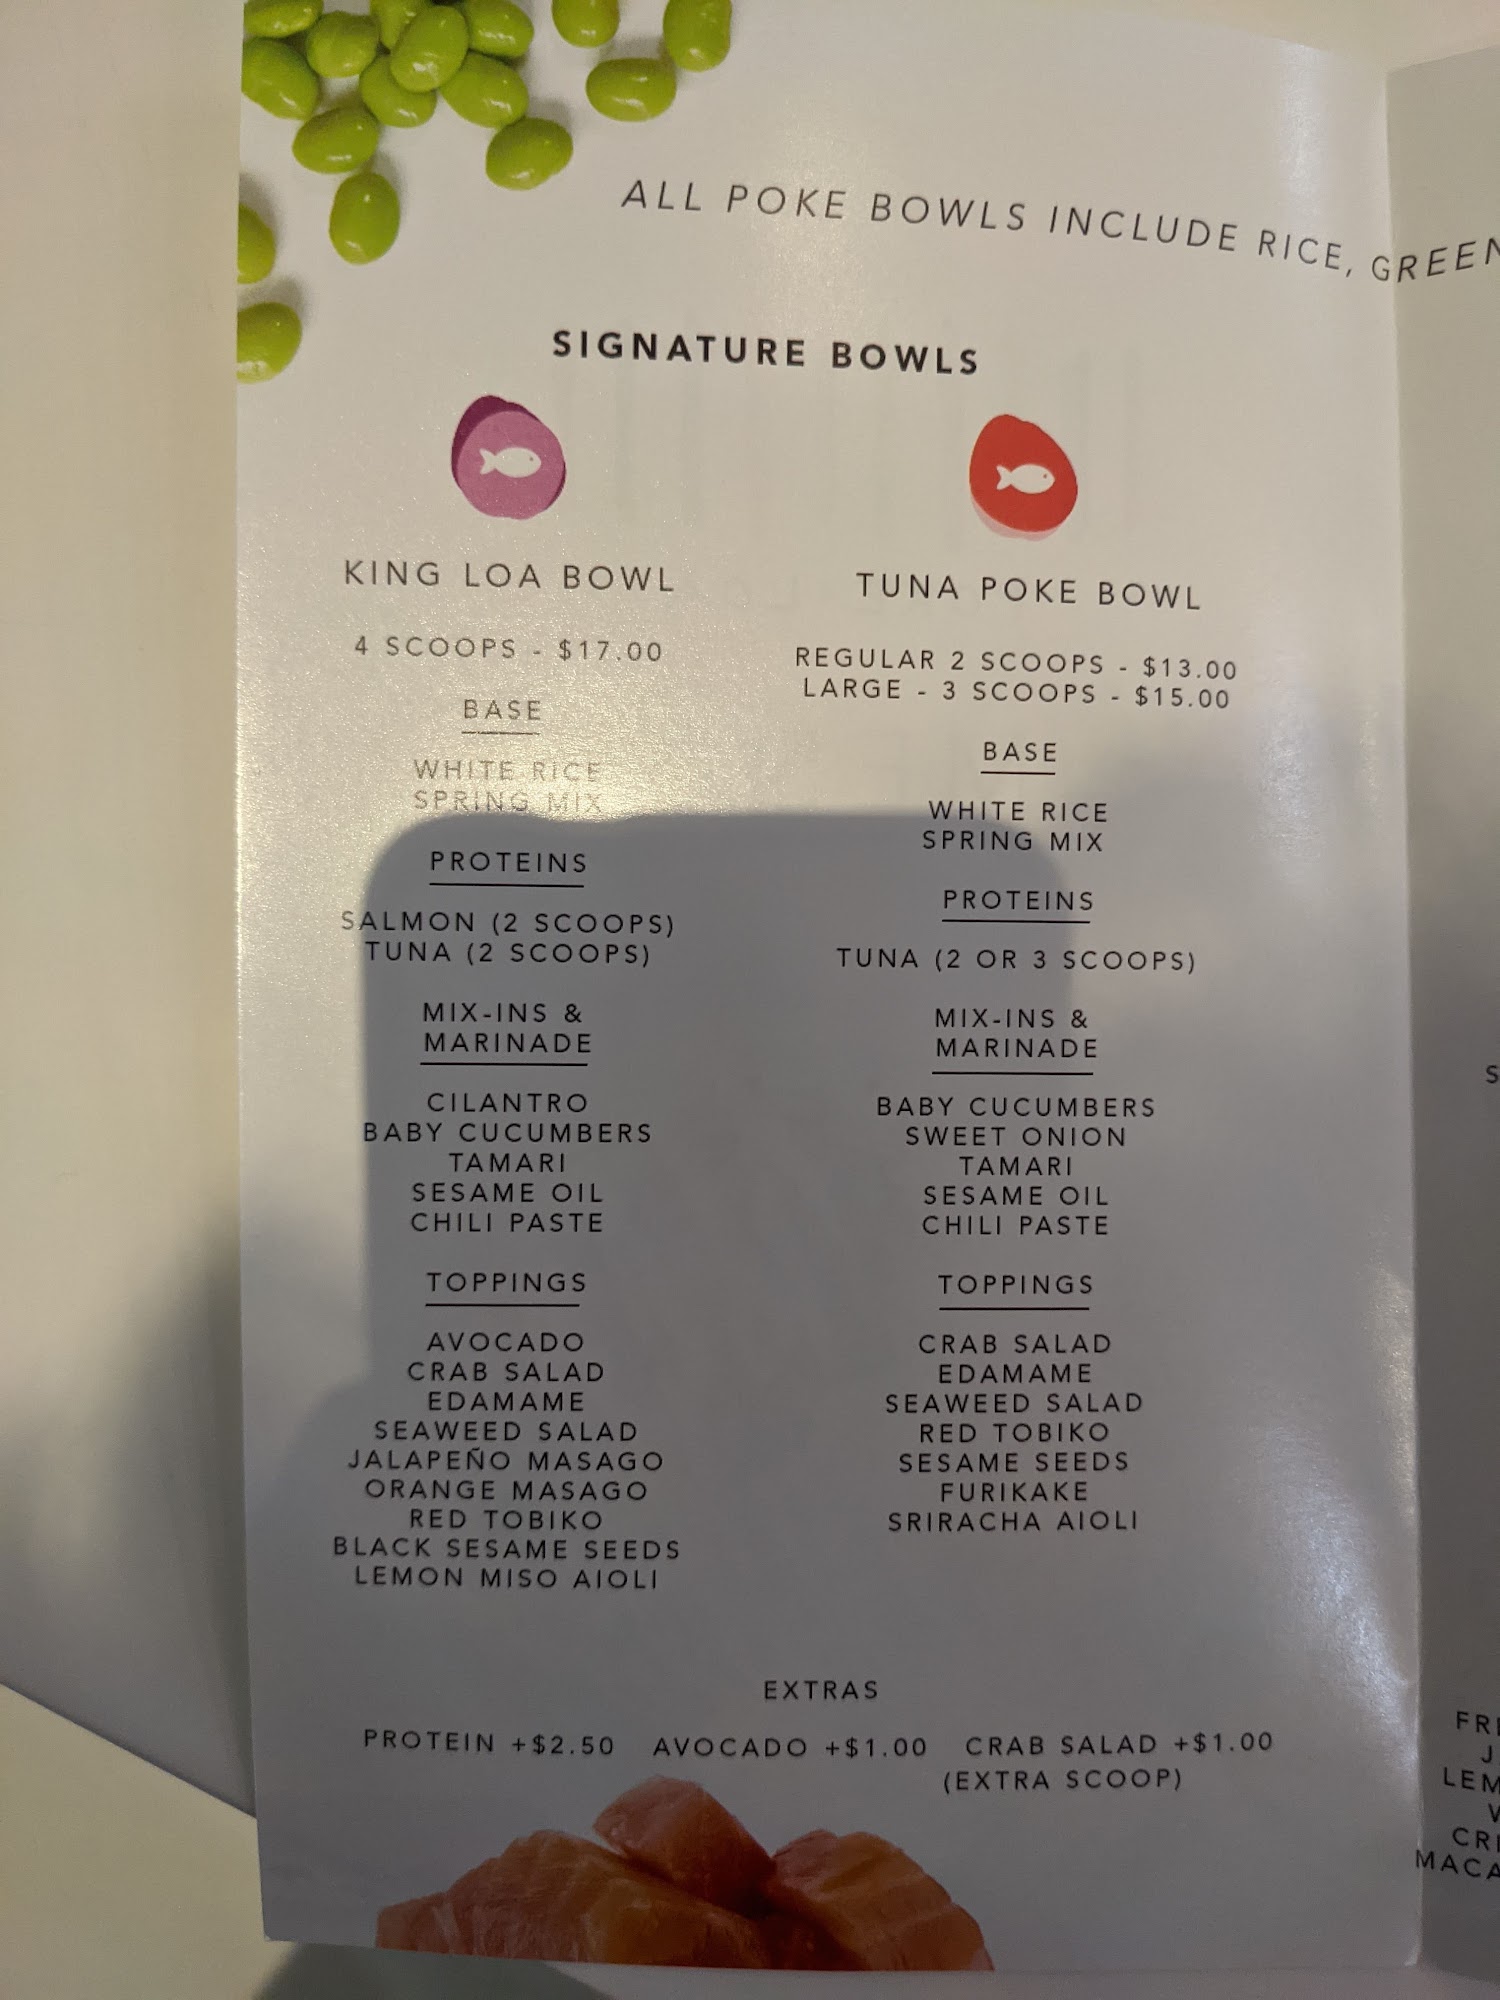 ALL POKE BOWLS INCLUDE RICE, GREEN
SIGNATURE BOWLS
KING LOA BOWL
4 SCOOPS - $17.00
BASE
WHITE RICE
SPRING MIX
PROTEINS
SALMON (2 SCOOPS)
TUNA (2 SCOOPS)
MIX-INS &
MARINADE
CILANTRO
BABY CUCUMBERS
TAMARI
SESAME OIL
CHILI PASTE
TOPPINGS
AVOCADO
CRAB SALAD
EDAMAME
SEAWEED SALAD
JALAPEÑO MASAGO
ORANGE MASAGO
RED TOBIKO
BLACK SESAME SEEDS
LEMON MISO AIOLI
TUNA POKE BOWL
REGULAR 2 SCOOPS - $13.00
LARGE - 3 SCOOPS - $15.00
BASE
WHITE RICE
SPRING MIX
PROTEINS
TUNA (2 OR 3 SCOOPS)
MIX-INS &
MARINADE
BABY CUCUMBERS
SWEET ONION
TAMARI
SESAME OIL
CHILI PASTE
TOPPINGS
CRAB SALAD
EDAMAME
SEAWEED SALAD
RED TOBIKO
SESAME SEEDS
FURIKAKE
SRIRACHA AIOLI
EXTRAS
PROTEIN +$2.50 AVOCADO +$1.00 CRAB SALAD +$1.00
(EXTRA SCOOP)